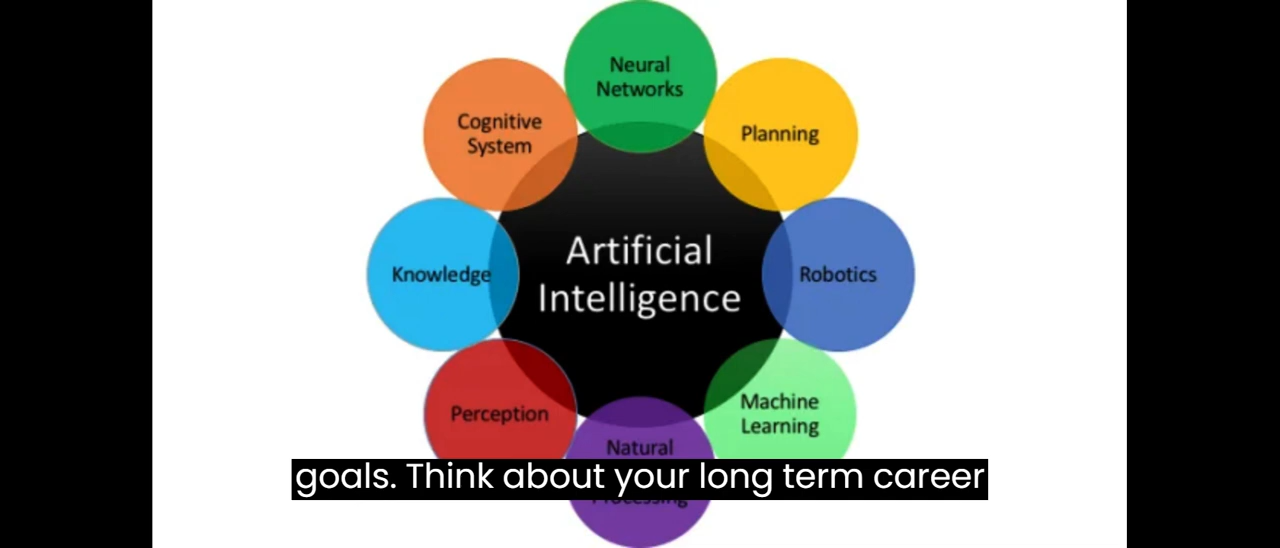 Neural
Networks
Cognitive
System
Planning
Knowledge
Artificial
Intelligence
Robotics
Perception
Machine
Learning
Natural
goals. Think about your long term career
Processing